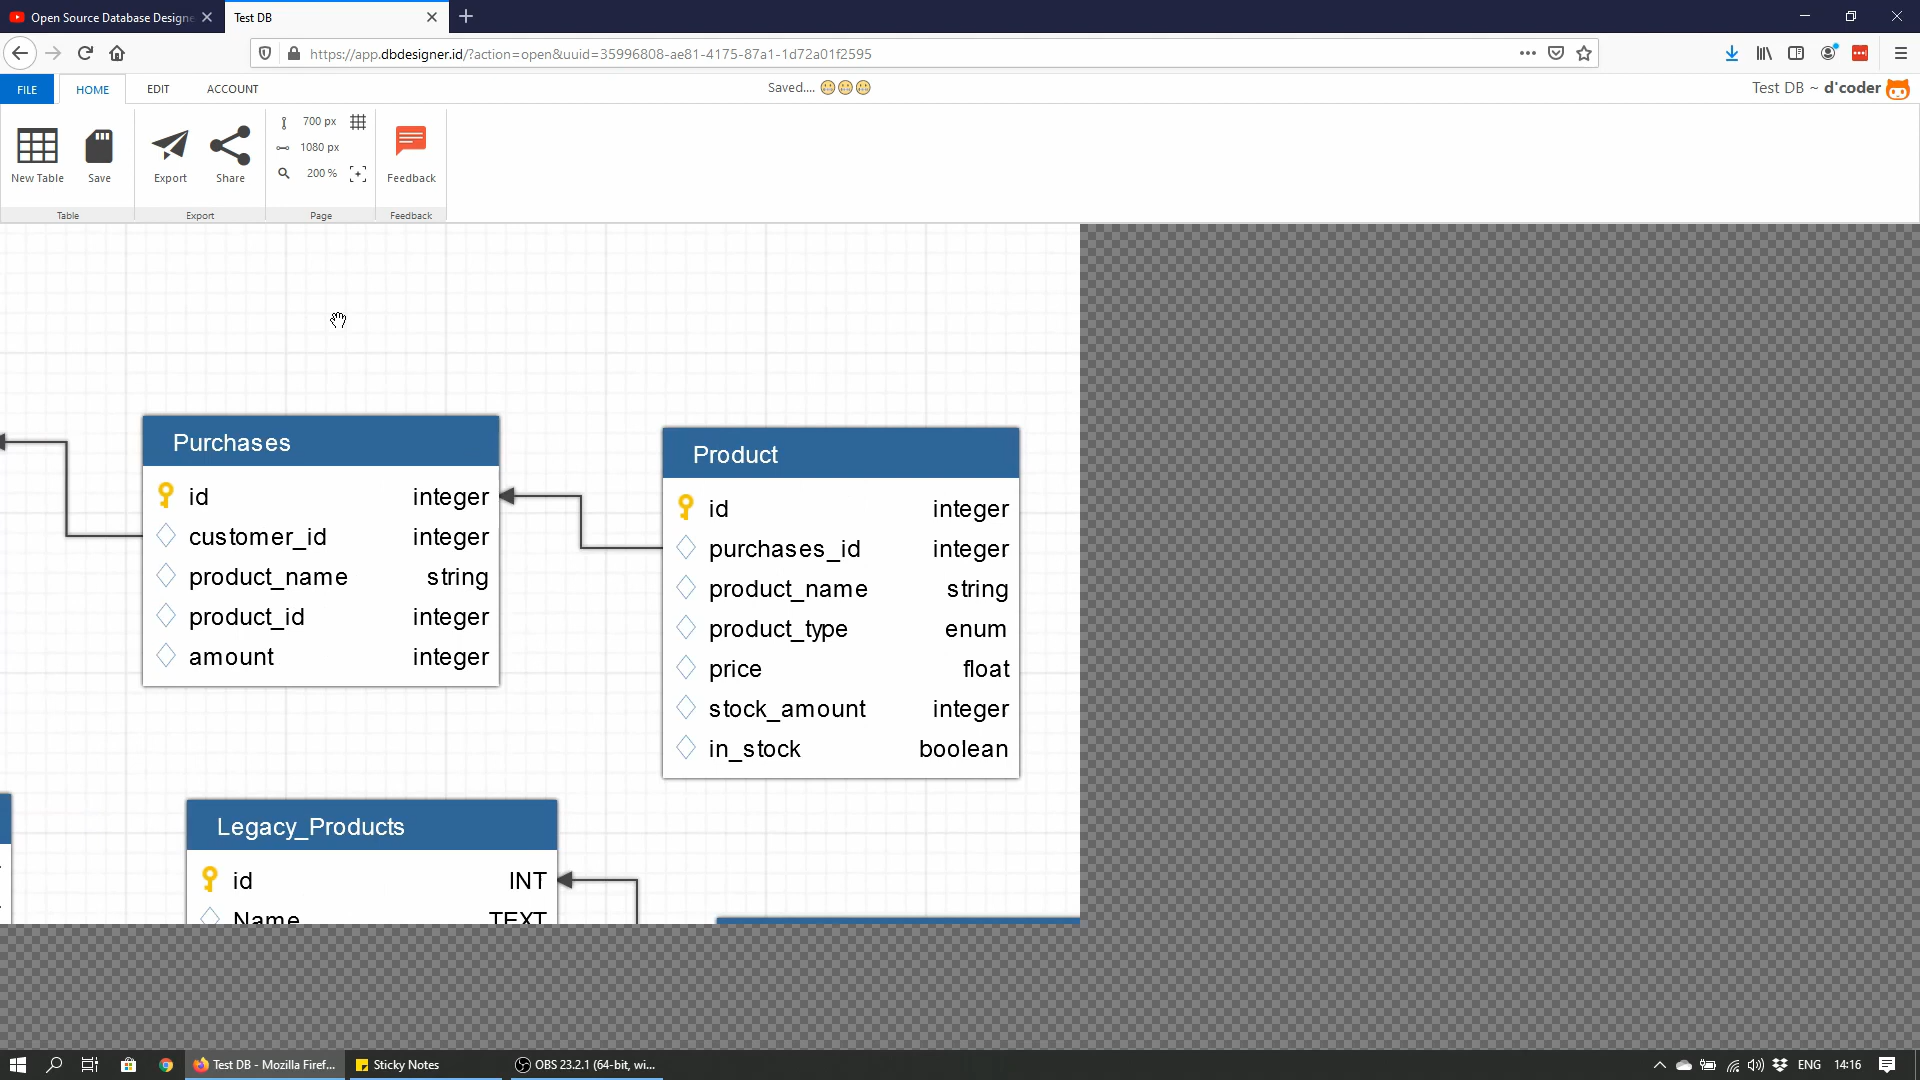 Open Source Database Designe
Test DB
https://app.dbdesigner.id/?action=open&uuid=35996808-ae81-4175-87a1-1d72a01f2595
FILE
HOME
EDIT
ACCOUNT
Saved....
Test DB ~ d'coder
700 px
1080 px
200 %
New Table
Save
Export
Share
Feedback
Table
Export
Page
Feedback
Purchases
id integer
customer_id integer
product_name string
product_id integer
amount integer
Product
id integer
purchases_id integer
product_name string
product_type enum
price float
stock_amount integer
in_stock boolean
Legacy_Products
id INT
Name TEXT
Test DB - Mozilla Firef...
Sticky Notes
OBS 23.2.1 (64-bit, wi...
ENG
14:16